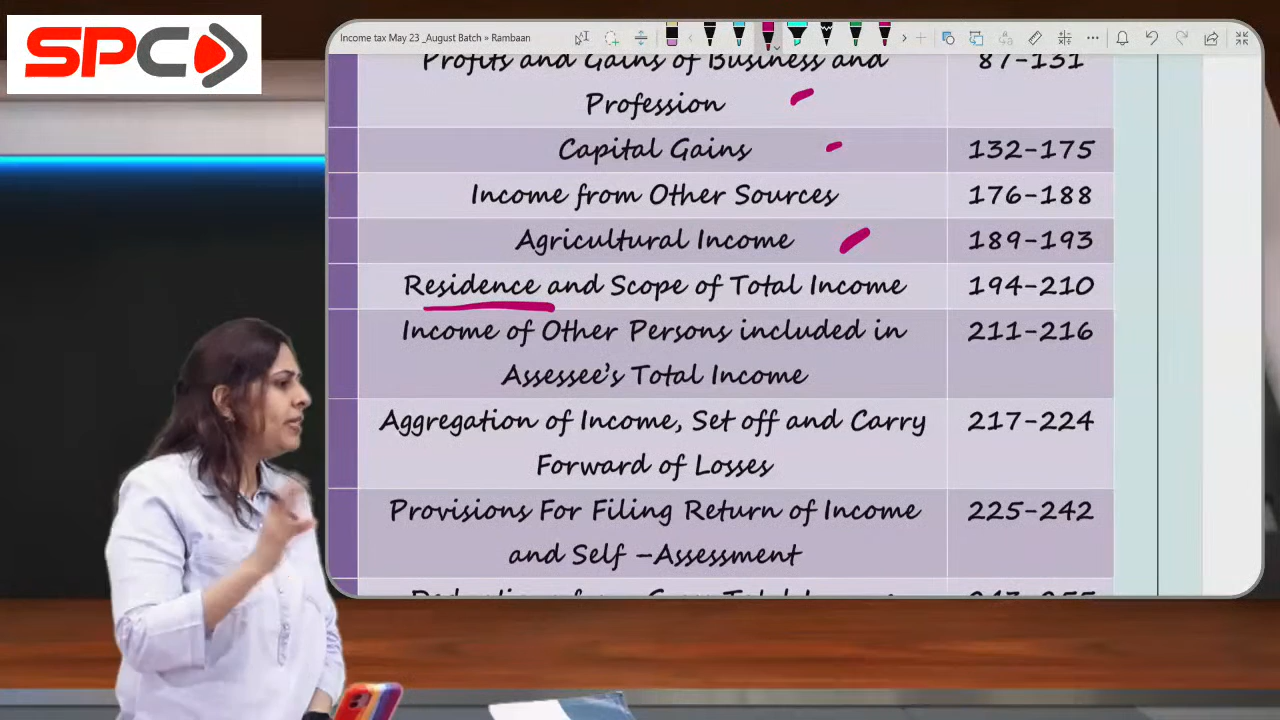 SPC
Income tax May 23 _August Batch » Rambaan
Profits and Gains of Business and 87-131
Profession
Capital Gains 132-175
Income from Other Sources 176-188
Agricultural Income 189-193
Residence and Scope of Total Income 194-210
Income of Other Persons included in 211-216
Assessee's Total Income
Aggregation of Income, Set off and Carry 217-224
Forward of Losses
Provisions For Filing Return of Income 225-242
and Self –Assessment